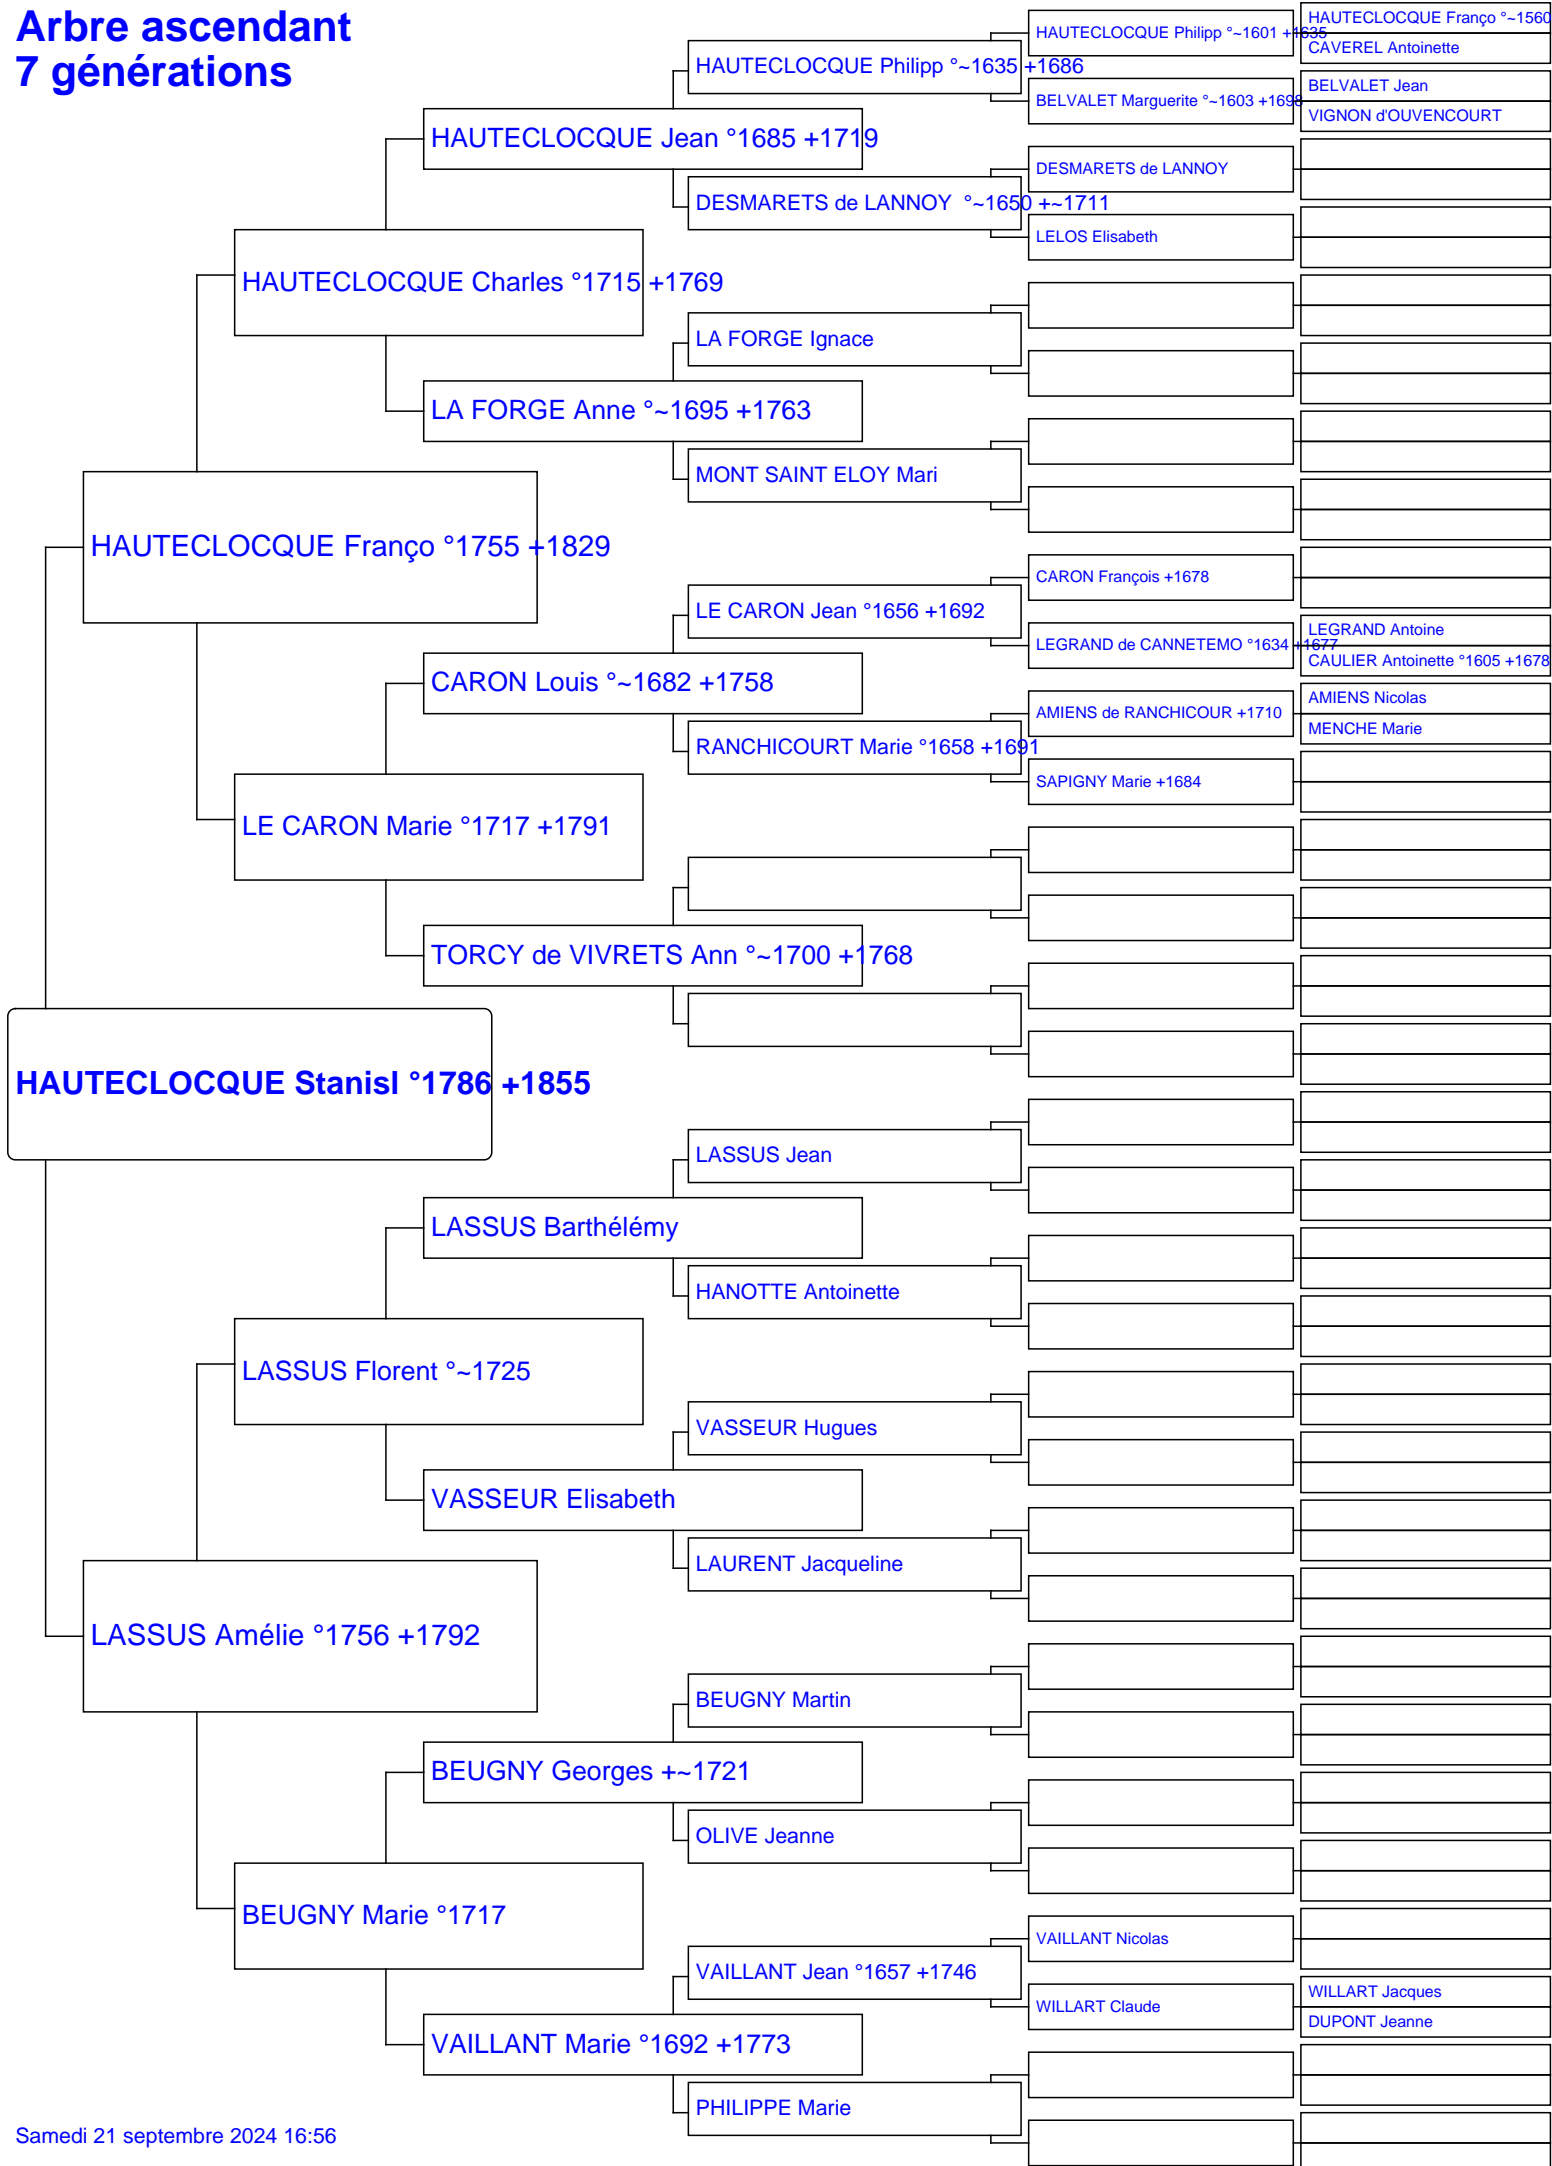 Arbre ascendant
7 générations
HAUTECLOCQUE Franço °~1560
HAUTECLOCQUE Philipp °~1601 +1635
CAVEREL Antoinette
HAUTECLOCQUE Philipp °~1635 +1686
BELVALET Jean
BELVALET Marguerite °~1603 +1698
VIGNON d'OUVENCOURT
HAUTECLOCQUE Jean °1685 +1719
DESMARETS de LANNOY
DESMARETS de LANNOY  °~1650 +~1711
LELOS Elisabeth
HAUTECLOCQUE Charles °1715 +1769
LA FORGE Ignace
LA FORGE Anne °~1695 +1763
MONT SAINT ELOY Mari
HAUTECLOCQUE Franço °1755 +1829
CARON François +1678
LE CARON Jean °1656 +1692
LEGRAND Antoine
LEGRAND de CANNETEMO °1634 +1677
CAULIER Antoinette °1605 +1678
CARON Louis °~1682 +1758
AMIENS Nicolas
AMIENS de RANCHICOUR +1710
MENCHE Marie
RANCHICOURT Marie °1658 +1691
SAPIGNY Marie +1684
LE CARON Marie °1717 +1791
TORCY de VIVRETS Ann °~1700 +1768
HAUTECLOCQUE Stanisl °1786 +1855
LASSUS Jean
LASSUS Barthélémy
HANOTTE Antoinette
LASSUS Florent °~1725
VASSEUR Hugues
VASSEUR Elisabeth
LAURENT Jacqueline
LASSUS Amélie °1756 +1792
BEUGNY Martin
BEUGNY Georges +~1721
OLIVE Jeanne
BEUGNY Marie °1717
VAILLANT Nicolas
VAILLANT Jean °1657 +1746
WILLART Jacques
WILLART Claude
DUPONT Jeanne
VAILLANT Marie °1692 +1773
PHILIPPE Marie
Samedi 21 septembre 2024 16:56